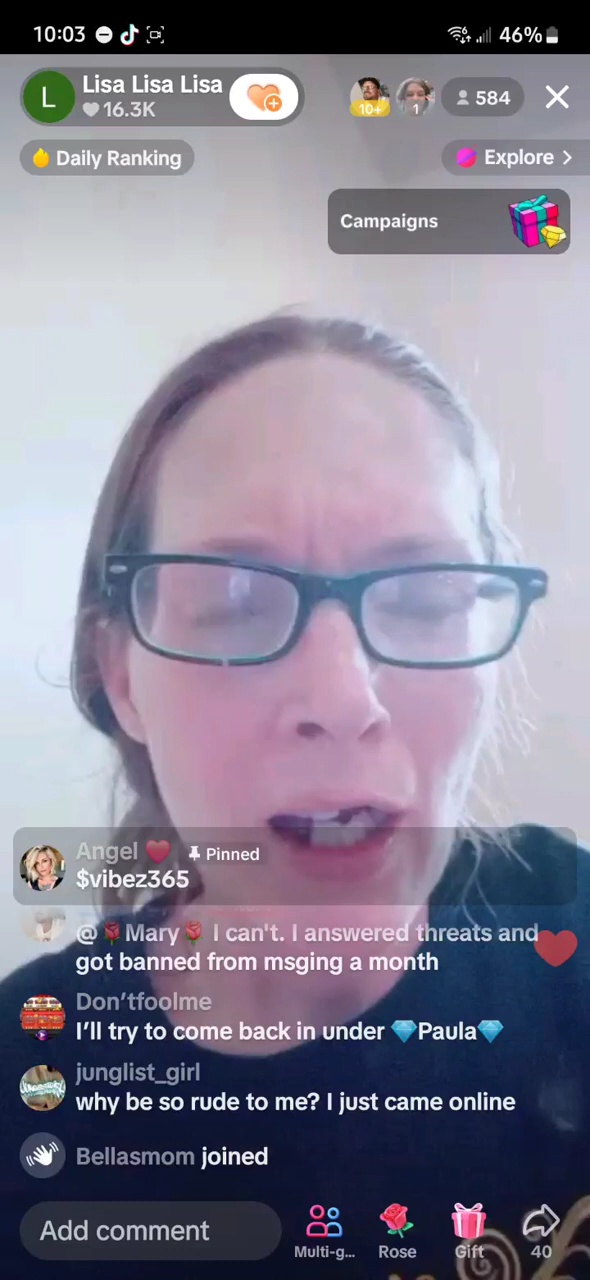 10:03
46%
L
Lisa Lisa Lisa
16.3K
10+
1
584
Daily Ranking
Explore >
Campaigns
Angel ❤️ Pinned
$vibez365
@🌹Mary🌹 I can't. I answered threats and
got banned from msging a month
Don’tfoolme
I’ll try to come back in under 💎Paula💎
junglist_girl
why be so rude to me? I just came online
Bellasmom joined
Add comment
Multi-g...
Rose
Gift
40